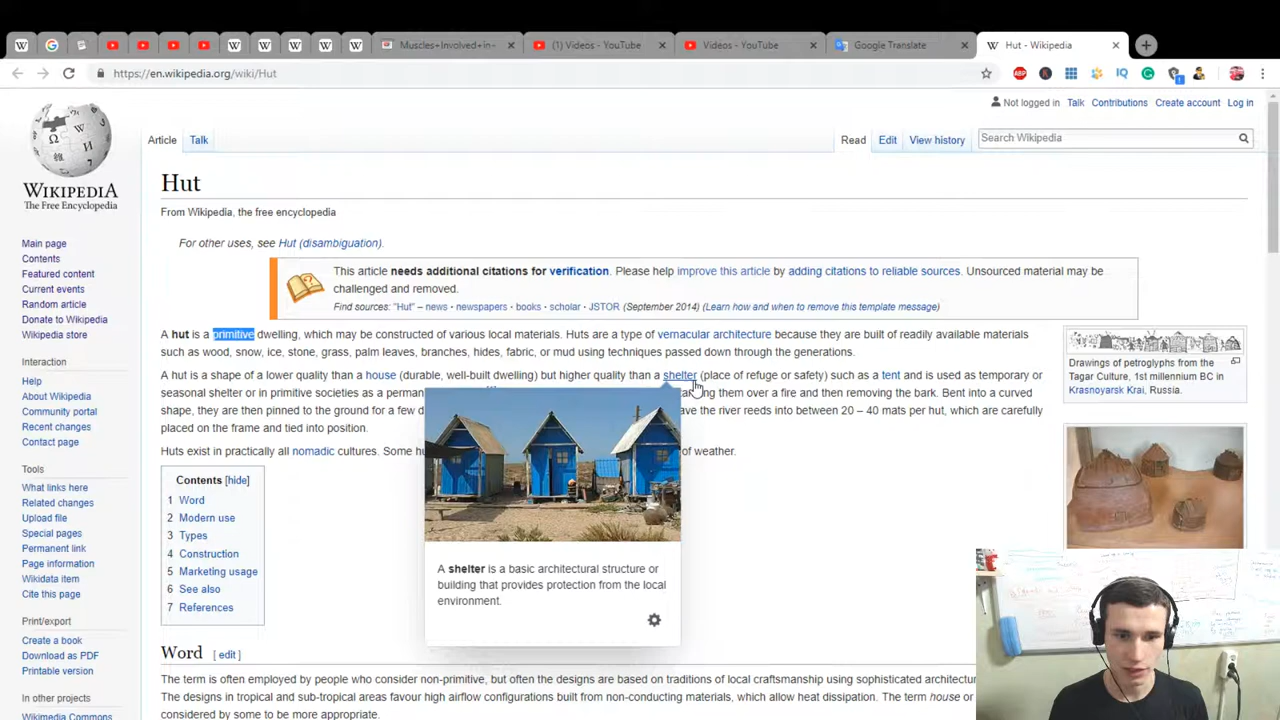 Muscles+Involved+in+
(1) Videos - YouTube
Videos - YouTube
Google Translate
Hut - Wikipedia
https://en.wikipedia.org/wiki/Hut
ABP
IQ
Not logged in Talk Contributions Create account Log in
Article Talk
Read Edit View history
Search Wikipedia
WIKIPEDIA
The Free Encyclopedia
Main page
Contents
Featured content
Current events
Random article
Donate to Wikipedia
Wikipedia store
Interaction
Help
About Wikipedia
Community portal
Recent changes
Contact page
Tools
What links here
Related changes
Upload file
Special pages
Permanent link
Page information
Wikidata item
Cite this page
Print/export
Create a book
Download as PDF
Printable version
In other projects
Wikimedia Commons
Hut
From Wikipedia, the free encyclopedia
For other uses, see Hut (disambiguation).
This article needs additional citations for verification. Please help improve this article by adding citations to reliable sources. Unsourced material may be
challenged and removed.
Find sources: "Hut" – news · newspapers · books · scholar · JSTOR (September 2014) (Learn how and when to remove this template message)
A hut is a primitive dwelling, which may be constructed of various local materials. Huts are a type of vernacular architecture because they are built of readily available materials
such as wood, snow, ice, stone, grass, palm leaves, branches, hides, fabric, or mud using techniques passed down through the generations.
A hut is a shape of a lower quality than a house (durable, well-built dwelling) but higher quality than a shelter (place of refuge or safety) such as a tent and is used as temporary or
seasonal shelter or in primitive societies as a perma them over a fire and then removing the bark. Bent into a curved
shape, they are then pinned to the ground for a few d ave the river reeds into between 20 – 40 mats per hut, which are carefully
placed on the frame and tied into position.
Huts exist in practically all nomadic cultures. Some hu of weather.
A shelter is a basic architectural structure or
building that provides protection from the local
environment.
Contents [hide]
1 Word
2 Modern use
3 Types
4 Construction
5 Marketing usage
6 See also
7 References
Drawings of petroglyphs from the
Tagar Culture, 1st millennium BC in
Krasnoyarsk Krai, Russia.
Word [ edit ]
The term is often employed by people who consider non-primitive, but often the designs are based on traditions of local craftsmanship using sophisticated architectu
The designs in tropical and sub-tropical areas favour high airflow configurations built from non-conducting materials, which allow heat dissipation. The term house or
considered by some to be more appropriate.